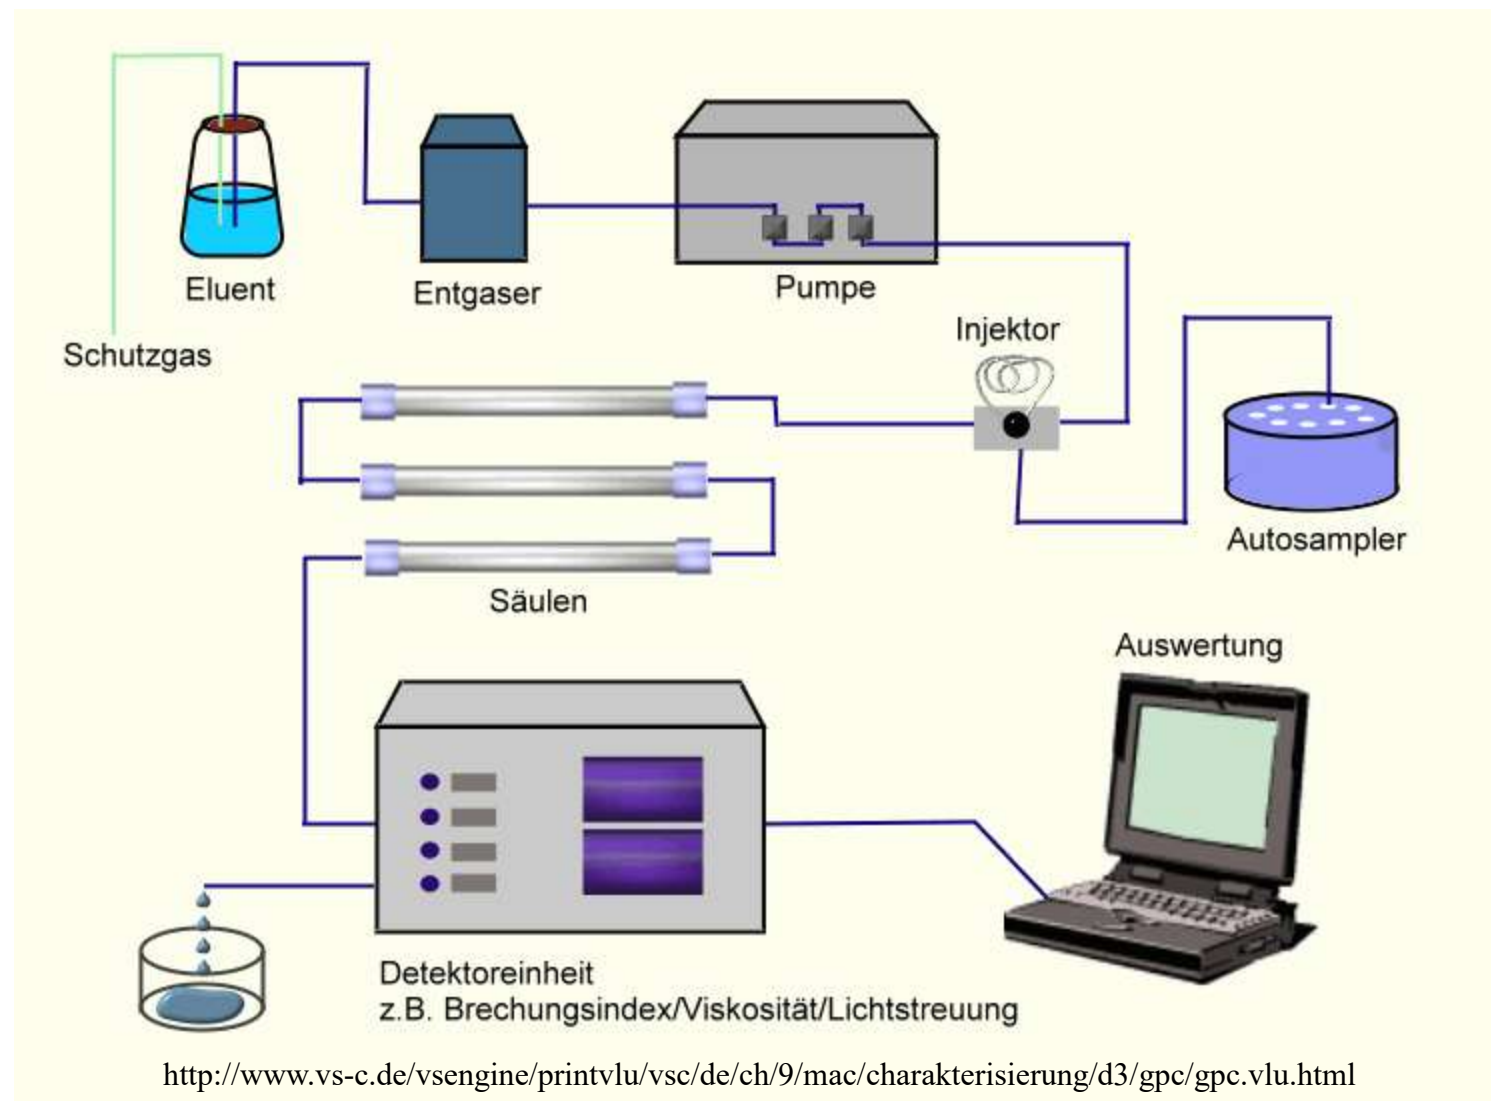 Eluent
Entgaser
Pumpe
Schutzgas
Injektor
Autosampler
Säulen
Auswertung
Detektoreinheit
z.B. Brechungsindex/Viskosität/Lichtstreuung
http://www.vs-c.de/vsengine/printvlu/vsc/de/ch/9/mac/charakterisierung/d3/gpc/gpc.vlu.html